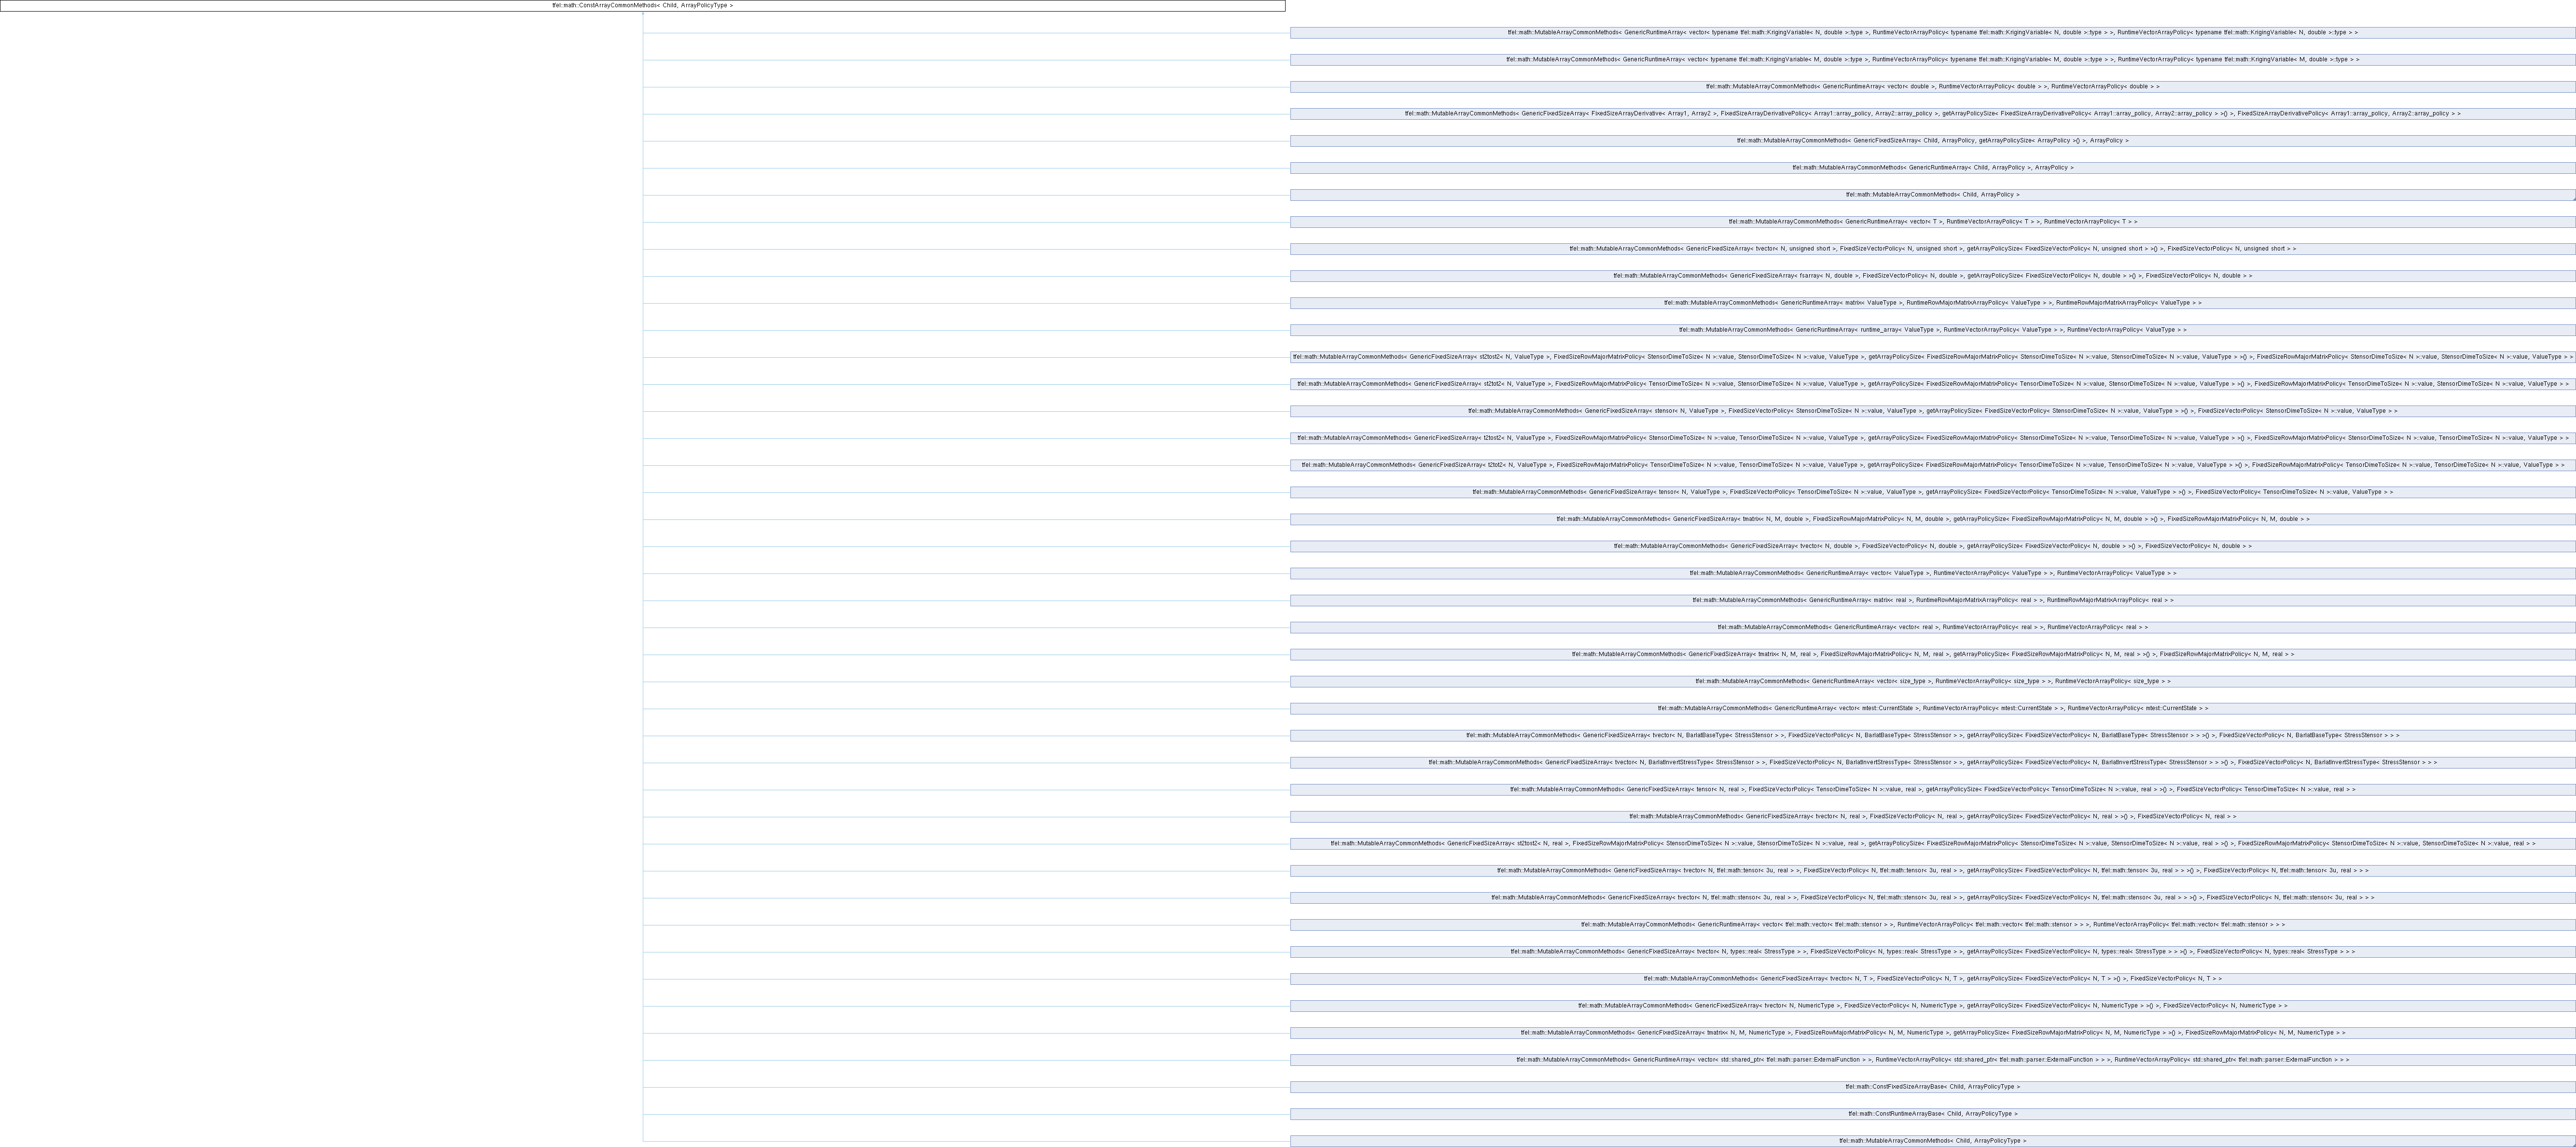 tfel::math::ConstArrayCommonMethods< Child, ArrayPolicyType >
tfel::math::MutableArrayCommonMethods< GenericRuntimeArray< vector< typename tfel::math::KrigingVariable< N, double >::type >, RuntimeVectorArrayPolicy< typename tfel::math::KrigingVariable< N, double >::type > >, RuntimeVectorArrayPolicy< typename tfel::math::KrigingVariable< N, double >::type > >
tfel::math::MutableArrayCommonMethods< GenericRuntimeArray< vector< typename tfel::math::KrigingVariable< M, double >::type >, RuntimeVectorArrayPolicy< typename tfel::math::KrigingVariable< M, double >::type > >, RuntimeVectorArrayPolicy< typename tfel::math::KrigingVariable< M, double >::type > >
tfel::math::MutableArrayCommonMethods< GenericRuntimeArray< vector< double >, RuntimeVectorArrayPolicy< double > >, RuntimeVectorArrayPolicy< double > >
tfel::math::MutableArrayCommonMethods< GenericFixedSizeArray< FixedSizeArrayDerivative< Array1, Array2 >, FixedSizeArrayDerivativePolicy< Array1::array_policy, Array2::array_policy >, getArrayPolicySize< FixedSizeArrayDerivativePolicy< Array1::array_policy, Array2::array_policy > >() >, FixedSizeArrayDerivativePolicy< Array1::array_policy, Array2::array_policy > >
tfel::math::MutableArrayCommonMethods< GenericFixedSizeArray< Child, ArrayPolicy, getArrayPolicySize< ArrayPolicy >() >, ArrayPolicy >
tfel::math::MutableArrayCommonMethods< GenericRuntimeArray< Child, ArrayPolicy >, ArrayPolicy >
tfel::math::MutableArrayCommonMethods< Child, ArrayPolicy >
tfel::math::MutableArrayCommonMethods< GenericRuntimeArray< vector< T >, RuntimeVectorArrayPolicy< T > >, RuntimeVectorArrayPolicy< T > >
tfel::math::MutableArrayCommonMethods< GenericFixedSizeArray< tvector< N, unsigned short >, FixedSizeVectorPolicy< N, unsigned short >, getArrayPolicySize< FixedSizeVectorPolicy< N, unsigned short > >() >, FixedSizeVectorPolicy< N, unsigned short > >
tfel::math::MutableArrayCommonMethods< GenericFixedSizeArray< fsarray< N, double >, FixedSizeVectorPolicy< N, double >, getArrayPolicySize< FixedSizeVectorPolicy< N, double > >() >, FixedSizeVectorPolicy< N, double > >
tfel::math::MutableArrayCommonMethods< GenericRuntimeArray< matrix< ValueType >, RuntimeRowMajorMatrixArrayPolicy< ValueType > >, RuntimeRowMajorMatrixArrayPolicy< ValueType > >
tfel::math::MutableArrayCommonMethods< GenericRuntimeArray< runtime_array< ValueType >, RuntimeVectorArrayPolicy< ValueType > >, RuntimeVectorArrayPolicy< ValueType > >
tfel::math::MutableArrayCommonMethods< GenericFixedSizeArray< st2tost2< N, ValueType >, FixedSizeRowMajorMatrixPolicy< StensorDimeToSize< N >::value, StensorDimeToSize< N >::value, ValueType >, getArrayPolicySize< FixedSizeRowMajorMatrixPolicy< StensorDimeToSize< N >::value, StensorDimeToSize< N >::value, ValueType > >() >, FixedSizeRowMajorMatrixPolicy< StensorDimeToSize< N >::value, StensorDimeToSize< N >::value, ValueType > >
tfel::math::MutableArrayCommonMethods< GenericFixedSizeArray< st2tot2< N, ValueType >, FixedSizeRowMajorMatrixPolicy< TensorDimeToSize< N >::value, StensorDimeToSize< N >::value, ValueType >, getArrayPolicySize< FixedSizeRowMajorMatrixPolicy< TensorDimeToSize< N >::value, StensorDimeToSize< N >::value, ValueType > >() >, FixedSizeRowMajorMatrixPolicy< TensorDimeToSize< N >::value, StensorDimeToSize< N >::value, ValueType > >
tfel::math::MutableArrayCommonMethods< GenericFixedSizeArray< stensor< N, ValueType >, FixedSizeVectorPolicy< StensorDimeToSize< N >::value, ValueType >, getArrayPolicySize< FixedSizeVectorPolicy< StensorDimeToSize< N >::value, ValueType > >() >, FixedSizeVectorPolicy< StensorDimeToSize< N >::value, ValueType > >
tfel::math::MutableArrayCommonMethods< GenericFixedSizeArray< t2tost2< N, ValueType >, FixedSizeRowMajorMatrixPolicy< StensorDimeToSize< N >::value, TensorDimeToSize< N >::value, ValueType >, getArrayPolicySize< FixedSizeRowMajorMatrixPolicy< StensorDimeToSize< N >::value, TensorDimeToSize< N >::value, ValueType > >() >, FixedSizeRowMajorMatrixPolicy< StensorDimeToSize< N >::value, TensorDimeToSize< N >::value, ValueType > >
tfel::math::MutableArrayCommonMethods< GenericFixedSizeArray< t2tot2< N, ValueType >, FixedSizeRowMajorMatrixPolicy< TensorDimeToSize< N >::value, TensorDimeToSize< N >::value, ValueType >, getArrayPolicySize< FixedSizeRowMajorMatrixPolicy< TensorDimeToSize< N >::value, TensorDimeToSize< N >::value, ValueType > >() >, FixedSizeRowMajorMatrixPolicy< TensorDimeToSize< N >::value, TensorDimeToSize< N >::value, ValueType > >
tfel::math::MutableArrayCommonMethods< GenericFixedSizeArray< tensor< N, ValueType >, FixedSizeVectorPolicy< TensorDimeToSize< N >::value, ValueType >, getArrayPolicySize< FixedSizeVectorPolicy< TensorDimeToSize< N >::value, ValueType > >() >, FixedSizeVectorPolicy< TensorDimeToSize< N >::value, ValueType > >
tfel::math::MutableArrayCommonMethods< GenericFixedSizeArray< tmatrix< N, M, double >, FixedSizeRowMajorMatrixPolicy< N, M, double >, getArrayPolicySize< FixedSizeRowMajorMatrixPolicy< N, M, double > >() >, FixedSizeRowMajorMatrixPolicy< N, M, double > >
tfel::math::MutableArrayCommonMethods< GenericFixedSizeArray< tvector< N, double >, FixedSizeVectorPolicy< N, double >, getArrayPolicySize< FixedSizeVectorPolicy< N, double > >() >, FixedSizeVectorPolicy< N, double > >
tfel::math::MutableArrayCommonMethods< GenericRuntimeArray< vector< ValueType >, RuntimeVectorArrayPolicy< ValueType > >, RuntimeVectorArrayPolicy< ValueType > >
tfel::math::MutableArrayCommonMethods< GenericRuntimeArray< matrix< real >, RuntimeRowMajorMatrixArrayPolicy< real > >, RuntimeRowMajorMatrixArrayPolicy< real > >
tfel::math::MutableArrayCommonMethods< GenericRuntimeArray< vector< real >, RuntimeVectorArrayPolicy< real > >, RuntimeVectorArrayPolicy< real > >
tfel::math::MutableArrayCommonMethods< GenericFixedSizeArray< tmatrix< N, M, real >, FixedSizeRowMajorMatrixPolicy< N, M, real >, getArrayPolicySize< FixedSizeRowMajorMatrixPolicy< N, M, real > >() >, FixedSizeRowMajorMatrixPolicy< N, M, real > >
tfel::math::MutableArrayCommonMethods< GenericRuntimeArray< vector< size_type >, RuntimeVectorArrayPolicy< size_type > >, RuntimeVectorArrayPolicy< size_type > >
tfel::math::MutableArrayCommonMethods< GenericRuntimeArray< vector< mtest::CurrentState >, RuntimeVectorArrayPolicy< mtest::CurrentState > >, RuntimeVectorArrayPolicy< mtest::CurrentState > >
tfel::math::MutableArrayCommonMethods< GenericFixedSizeArray< tvector< N, BarlatBaseType< StressStensor > >, FixedSizeVectorPolicy< N, BarlatBaseType< StressStensor > >, getArrayPolicySize< FixedSizeVectorPolicy< N, BarlatBaseType< StressStensor > > >() >, FixedSizeVectorPolicy< N, BarlatBaseType< StressStensor > > >
tfel::math::MutableArrayCommonMethods< GenericFixedSizeArray< tvector< N, BarlatInvertStressType< StressStensor > >, FixedSizeVectorPolicy< N, BarlatInvertStressType< StressStensor > >, getArrayPolicySize< FixedSizeVectorPolicy< N, BarlatInvertStressType< StressStensor > > >() >, FixedSizeVectorPolicy< N, BarlatInvertStressType< StressStensor > > >
tfel::math::MutableArrayCommonMethods< GenericFixedSizeArray< tensor< N, real >, FixedSizeVectorPolicy< TensorDimeToSize< N >::value, real >, getArrayPolicySize< FixedSizeVectorPolicy< TensorDimeToSize< N >::value, real > >() >, FixedSizeVectorPolicy< TensorDimeToSize< N >::value, real > >
tfel::math::MutableArrayCommonMethods< GenericFixedSizeArray< tvector< N, real >, FixedSizeVectorPolicy< N, real >, getArrayPolicySize< FixedSizeVectorPolicy< N, real > >() >, FixedSizeVectorPolicy< N, real > >
tfel::math::MutableArrayCommonMethods< GenericFixedSizeArray< st2tost2< N, real >, FixedSizeRowMajorMatrixPolicy< StensorDimeToSize< N >::value, StensorDimeToSize< N >::value, real >, getArrayPolicySize< FixedSizeRowMajorMatrixPolicy< StensorDimeToSize< N >::value, StensorDimeToSize< N >::value, real > >() >, FixedSizeRowMajorMatrixPolicy< StensorDimeToSize< N >::value, StensorDimeToSize< N >::value, real > >
tfel::math::MutableArrayCommonMethods< GenericFixedSizeArray< tvector< N, tfel::math::tensor< 3u, real > >, FixedSizeVectorPolicy< N, tfel::math::tensor< 3u, real > >, getArrayPolicySize< FixedSizeVectorPolicy< N, tfel::math::tensor< 3u, real > > >() >, FixedSizeVectorPolicy< N, tfel::math::tensor< 3u, real > > >
tfel::math::MutableArrayCommonMethods< GenericFixedSizeArray< tvector< N, tfel::math::stensor< 3u, real > >, FixedSizeVectorPolicy< N, tfel::math::stensor< 3u, real > >, getArrayPolicySize< FixedSizeVectorPolicy< N, tfel::math::stensor< 3u, real > > >() >, FixedSizeVectorPolicy< N, tfel::math::stensor< 3u, real > > >
tfel::math::MutableArrayCommonMethods< GenericRuntimeArray< vector< tfel::math::vector< tfel::math::stensor > >, RuntimeVectorArrayPolicy< tfel::math::vector< tfel::math::stensor > > >, RuntimeVectorArrayPolicy< tfel::math::vector< tfel::math::stensor > > >
tfel::math::MutableArrayCommonMethods< GenericFixedSizeArray< tvector< N, types::real< StressType > >, FixedSizeVectorPolicy< N, types::real< StressType > >, getArrayPolicySize< FixedSizeVectorPolicy< N, types::real< StressType > > >() >, FixedSizeVectorPolicy< N, types::real< StressType > > >
tfel::math::MutableArrayCommonMethods< GenericFixedSizeArray< tvector< N, T >, FixedSizeVectorPolicy< N, T >, getArrayPolicySize< FixedSizeVectorPolicy< N, T > >() >, FixedSizeVectorPolicy< N, T > >
tfel::math::MutableArrayCommonMethods< GenericFixedSizeArray< tvector< N, NumericType >, FixedSizeVectorPolicy< N, NumericType >, getArrayPolicySize< FixedSizeVectorPolicy< N, NumericType > >() >, FixedSizeVectorPolicy< N, NumericType > >
tfel::math::MutableArrayCommonMethods< GenericFixedSizeArray< tmatrix< N, M, NumericType >, FixedSizeRowMajorMatrixPolicy< N, M, NumericType >, getArrayPolicySize< FixedSizeRowMajorMatrixPolicy< N, M, NumericType > >() >, FixedSizeRowMajorMatrixPolicy< N, M, NumericType > >
tfel::math::MutableArrayCommonMethods< GenericRuntimeArray< vector< std::shared_ptr< tfel::math::parser::ExternalFunction > >, RuntimeVectorArrayPolicy< std::shared_ptr< tfel::math::parser::ExternalFunction > > >, RuntimeVectorArrayPolicy< std::shared_ptr< tfel::math::parser::ExternalFunction > > >
tfel::math::ConstFixedSizeArrayBase< Child, ArrayPolicyType >
tfel::math::ConstRuntimeArrayBase< Child, ArrayPolicyType >
tfel::math::MutableArrayCommonMethods< Child, ArrayPolicyType >